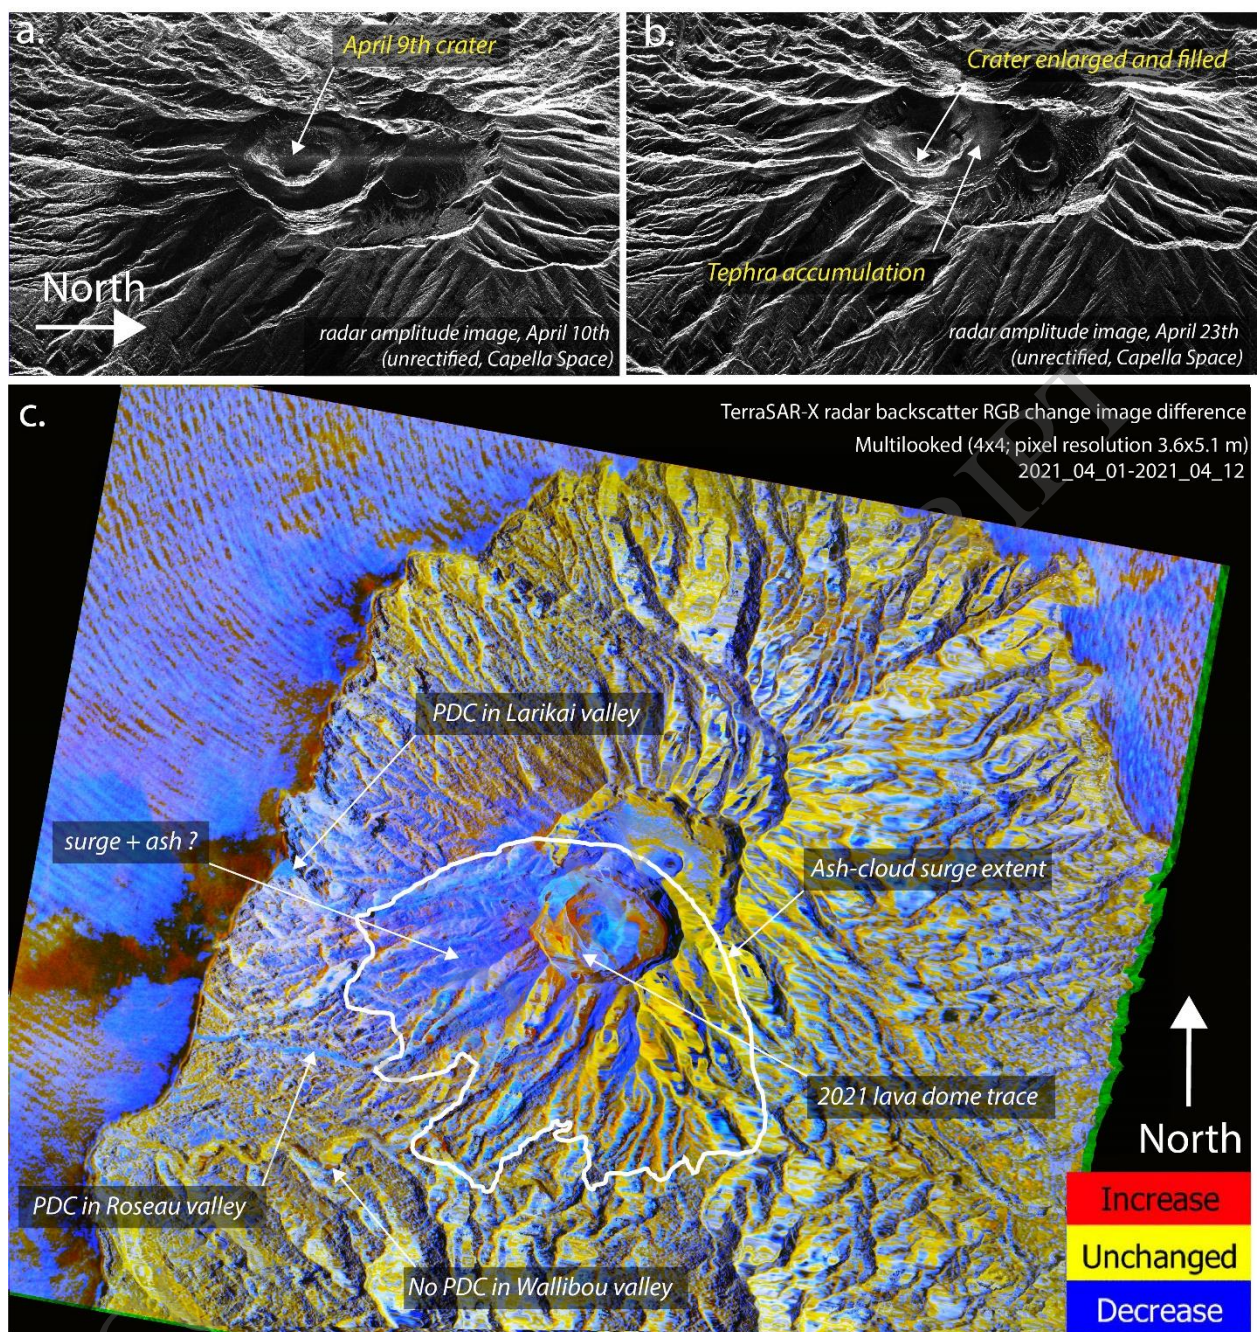 a.
April 9th crater
North
radar amplitude image, April 10th
(unrectified, Capella Space)
b.
Crater enlarged and filled
Tephra accumulation
radar amplitude image, April 23th
(unrectified, Capella Space)
c.
TerraSAR-X radar backscatter RGB change image difference
Multilooked (4x4; pixel resolution 3.6x5.1 m)
2021_04_01-2021_04_12
PDC in Larikai valley
surge + ash ?
Ash-cloud surge extent
2021 lava dome trace
North
PDC in Roseau valley
No PDC in Wallibou valley
Increase
Unchanged
Decrease